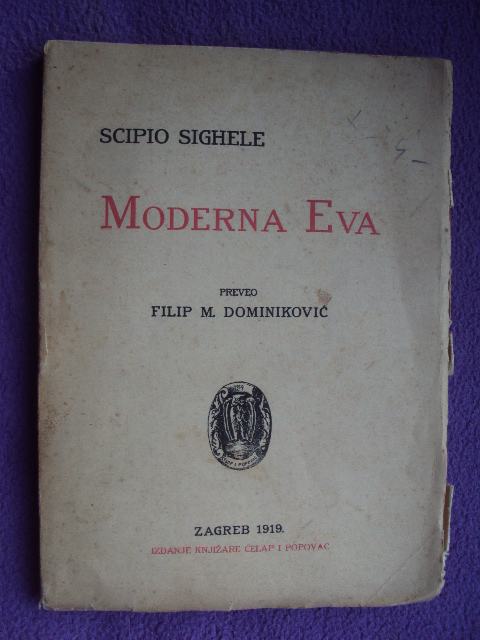 SCIPIO SIGHELE
MODERNA EVA
PREVEO
FILIP M. DOMINIKOVIĆ
ZAGREB 1919.
IZDANJE KNJIŽARE ĆELAP I POPOVAC